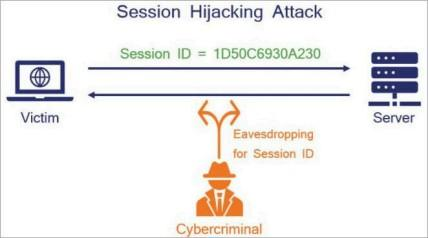 Session Hijacking Attack
Session ID = 1D50C6930A230
Victim
Server
Eavesdropping
for Session ID
Cybercriminal